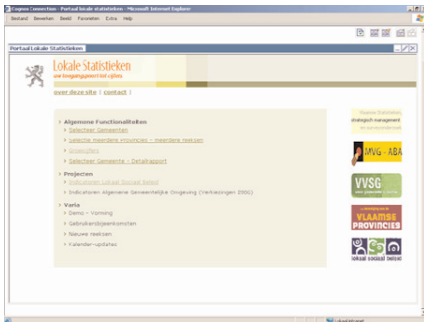 Cognos Connection - Portaal lokale statistieken - Microsoft Internet Explorer
Bestand Bewerken Beeld Favorieten Extra Help
Portaal Lokale Statistieken
Lokale Statistieken
uw toegangspoort tot cijfers
over deze site | contact |
Algemene Functionaliteiten
Selecteer Gemeenten
Selectie meerdere Provincies - meerdere reeksen
Selecteer Gemeente - Detailrapport
Projecten
Indicatoren Lokaal Sociaal Beleid
Indicatoren Algemene Gemeentelijke Omgeving (Verkiezingen 2006)
Varia
Demo - Vorming
Gebruikersbijeenkomsten
Nieuwe reeksen
Kalender-updates
strategisch management
MVG - ABA
VVSG
VLAAMSE
PROVINCIES
lokaal sociaal beleid